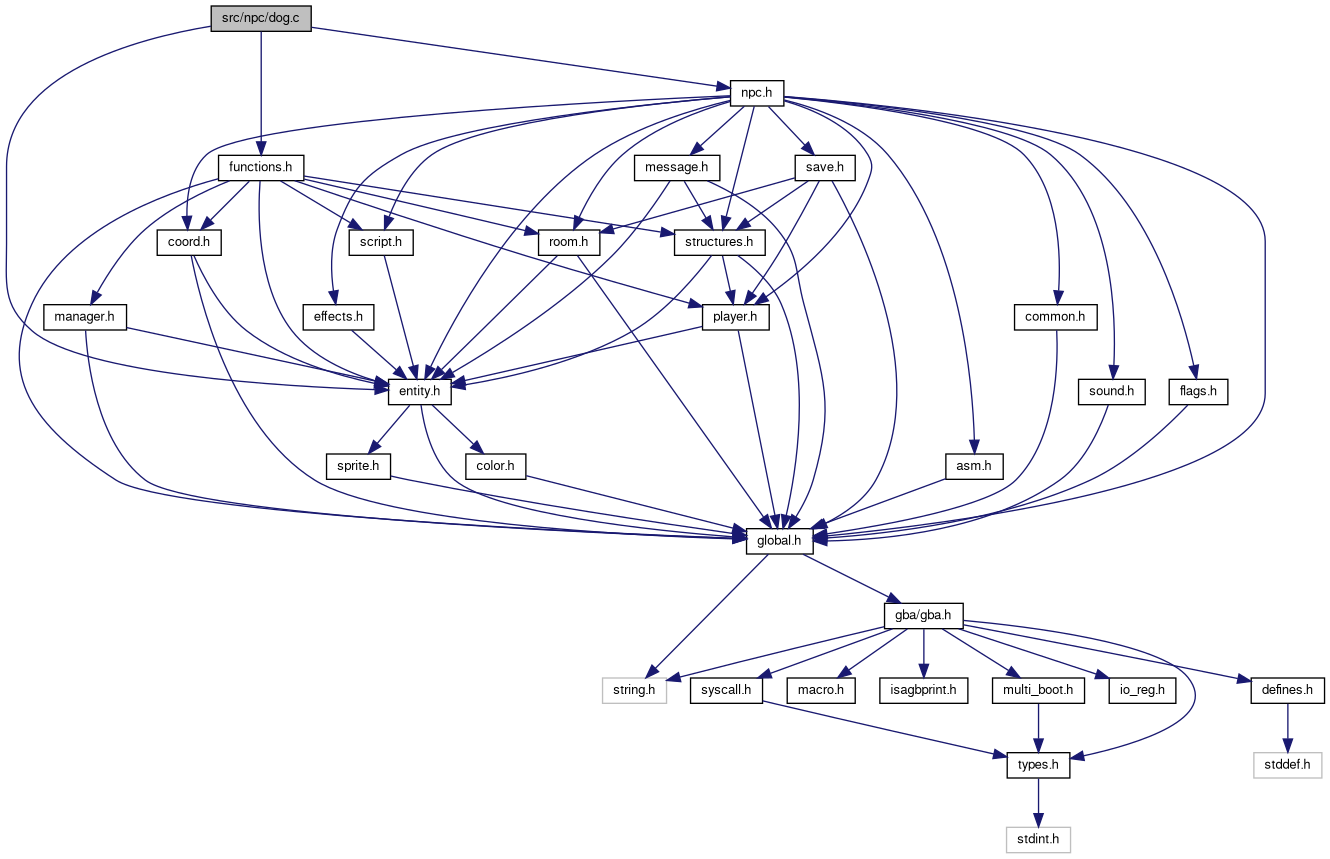 src/npc/dog.c
npc.h
functions.h
message.h
save.h
coord.h
script.h
room.h
structures.h
manager.h
effects.h
player.h
common.h
entity.h
sound.h
flags.h
sprite.h
color.h
asm.h
global.h
gba/gba.h
string.h
syscall.h
macro.h
isagbprint.h
multi_boot.h
io_reg.h
defines.h
types.h
stddef.h
stdint.h